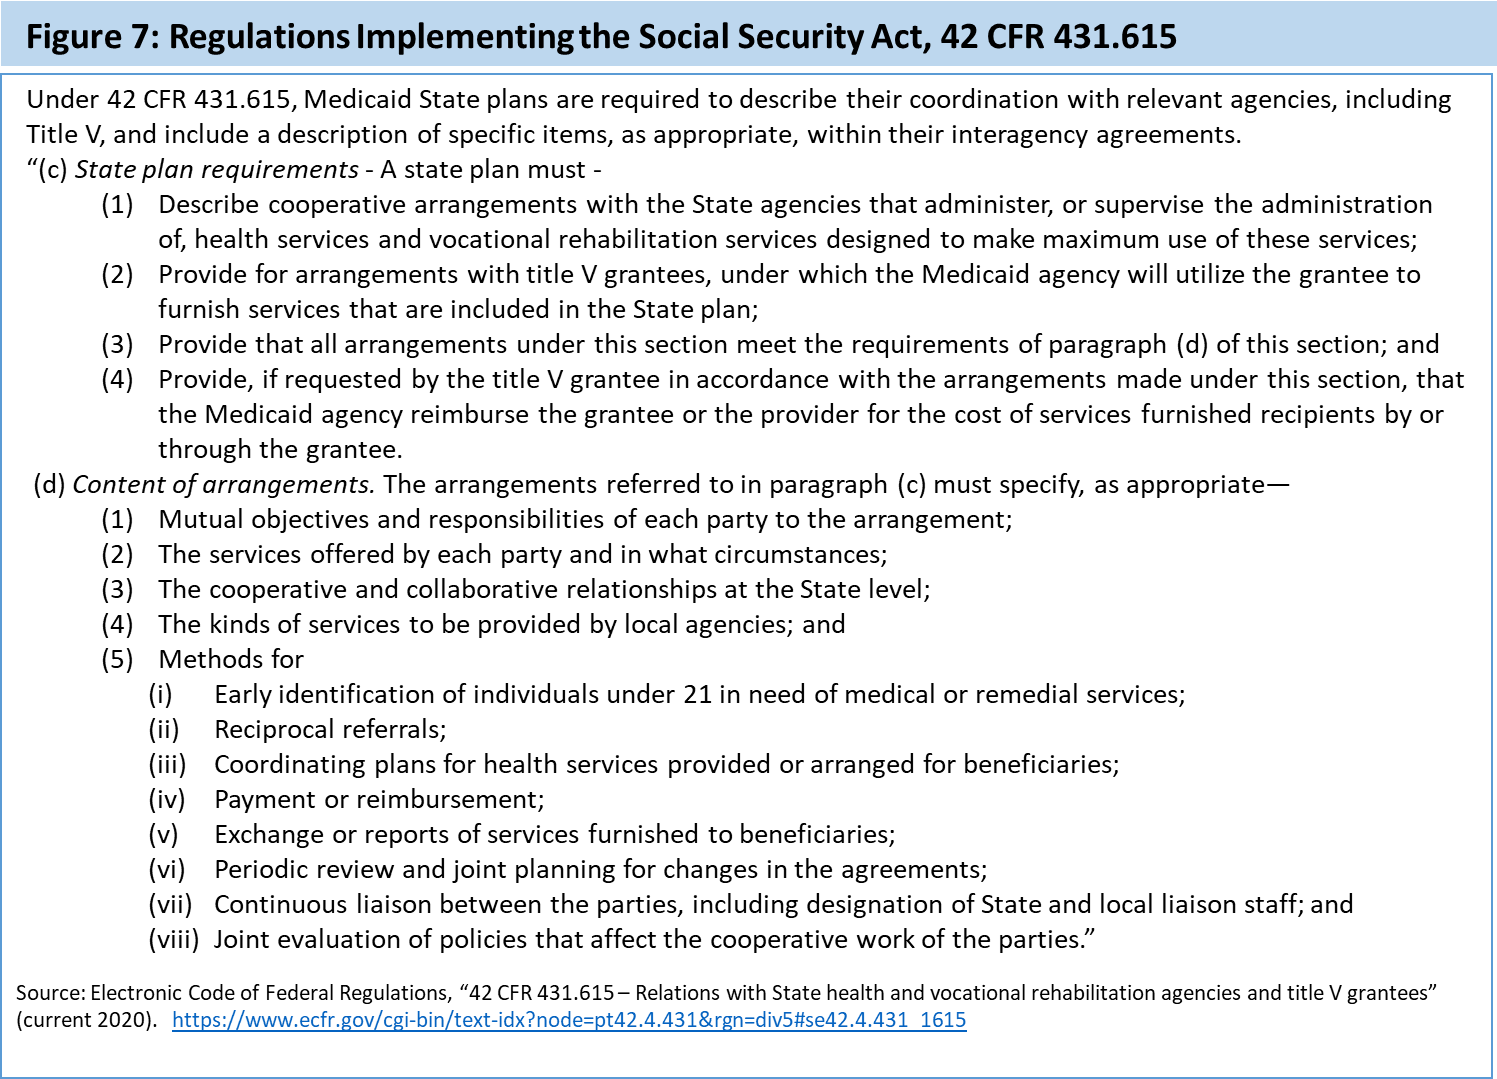 Figure 7: Regulations Implementing the Social Security Act, 42 CFR 431.615
Under 42 CFR 431.615, Medicaid State plans are required to describe their coordination with relevant agencies, including
Title V, and include a description of specific items, as appropriate, within their interagency agreements.
“(c) State plan requirements - A state plan must -
(1) Describe cooperative arrangements with the State agencies that administer, or supervise the administration
of, health services and vocational rehabilitation services designed to make maximum use of these services;
(2) Provide for arrangements with title V grantees, under which the Medicaid agency will utilize the grantee to
furnish services that are included in the State plan;
(3) Provide that all arrangements under this section meet the requirements of paragraph (d) of this section; and
(4) Provide, if requested by the title V grantee in accordance with the arrangements made under this section, that
the Medicaid agency reimburse the grantee or the provider for the cost of services furnished recipients by or
through the grantee.
(d) Content of arrangements. The arrangements referred to in paragraph (c) must specify, as appropriate—
(1) Mutual objectives and responsibilities of each party to the arrangement;
(2) The services offered by each party and in what circumstances;
(3) The cooperative and collaborative relationships at the State level;
(4) The kinds of services to be provided by local agencies; and
(5) Methods for
(i) Early identification of individuals under 21 in need of medical or remedial services;
(ii) Reciprocal referrals;
(iii) Coordinating plans for health services provided or arranged for beneficiaries;
(iv) Payment or reimbursement;
(v) Exchange or reports of services furnished to beneficiaries;
(vi) Periodic review and joint planning for changes in the agreements;
(vii) Continuous liaison between the parties, including designation of State and local liaison staff; and
(viii) Joint evaluation of policies that affect the cooperative work of the parties.”
Source: Electronic Code of Federal Regulations, “42 CFR 431.615 – Relations with State health and vocational rehabilitation agencies and title V grantees”
(current 2020). https://www.ecfr.gov/cgi-bin/text-idx?node=pt42.4.431&rgn=div5#se42.4.431_1615